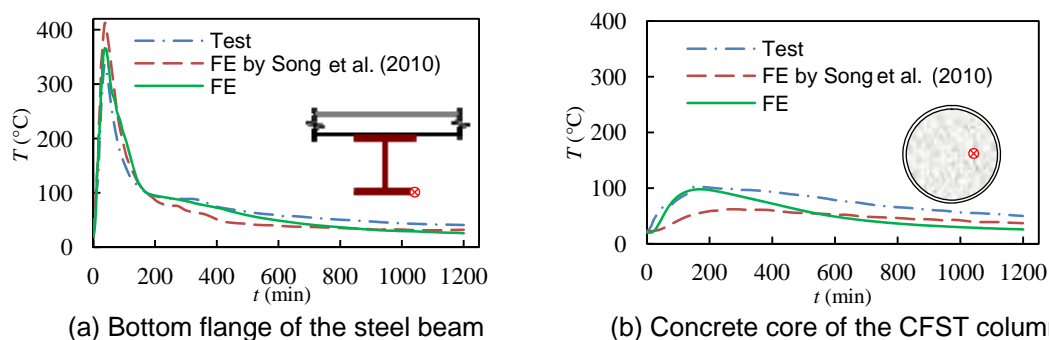 400
300
200
100
0
T (°C)
Test
FE by Song et al. (2010)
FE
0 200 400 600 800 1000 1200
t (min)
(a) Bottom flange of the steel beam
400
300
200
100
0
T (°C)
Test
FE by Song et al. (2010)
FE
0 200 400 600 800 1000 1200
t (min)
(b) Concrete core of the CFST colum